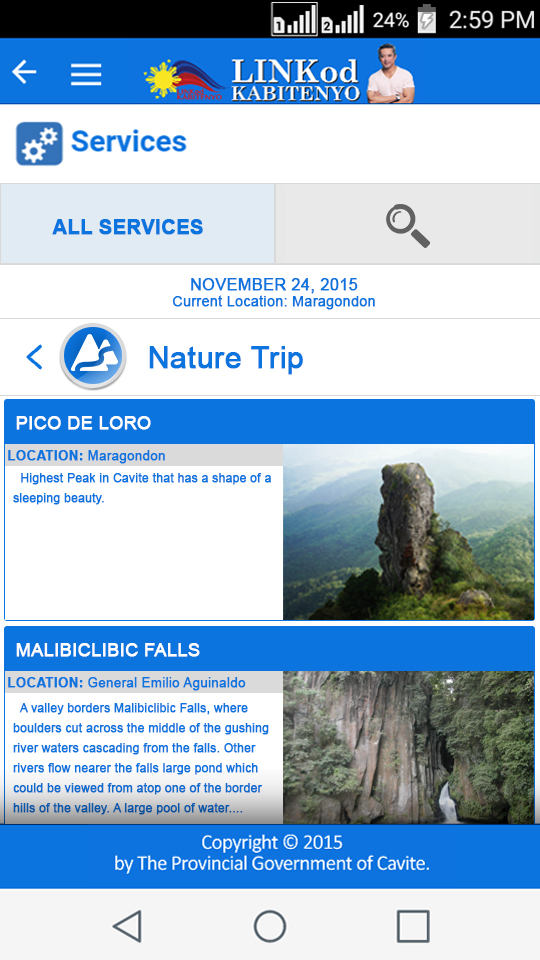 1
2
24%
2:59 PM
LINKod
KABITENYO
Services
ALL SERVICES
NOVEMBER 24, 2015
Current Location: Maragondon
Nature Trip
PICO DE LORO
LOCATION: Maragondon
Highest Peak in Cavite that has a shape of a
sleeping beauty.
MALIBICLIBIC FALLS
LOCATION: General Emilio Aguinaldo
A valley borders Malibiclibic Falls, where
boulders cut across the middle of the gushing
river waters cascading from the falls. Other
rivers flow nearer the falls large pond which
could be viewed from atop one of the border
hills of the valley. A large pool of water....
Copyright © 2015
by The Provincial Government of Cavite.